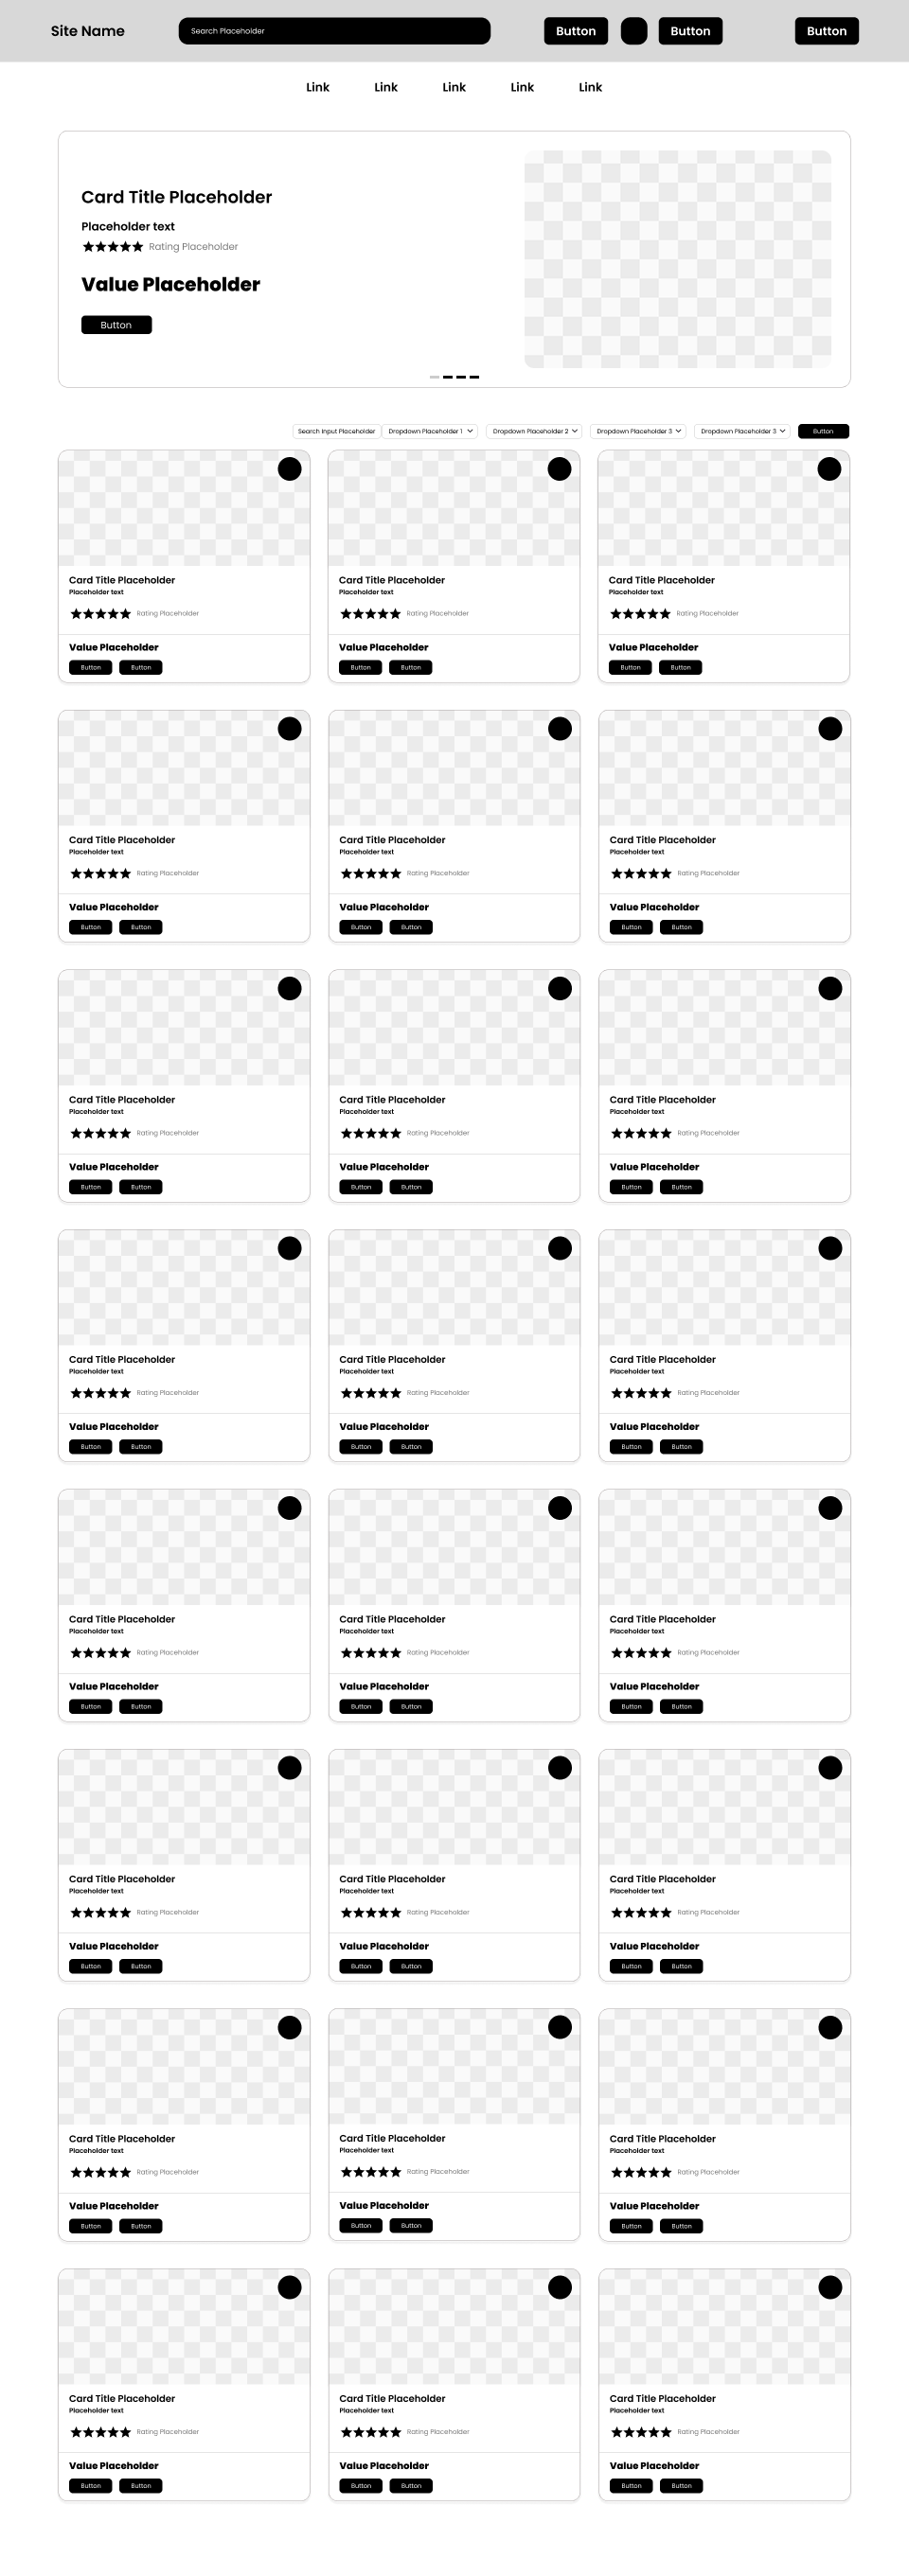 Site Name
Search Placeholder
Button
Button
Button
Link Link Link Link Link
Card Title Placeholder
Placeholder text
Rating Placeholder
Value Placeholder
Button
Search Input Placeholder Dropdown Placeholder 1 Dropdown Placeholder 2 Dropdown Placeholder 3 Dropdown Placeholder 3 Button
Card Title Placeholder Card Title Placeholder Card Title Placeholder
Placeholder text Placeholder text Placeholder text
Rating Placeholder Rating Placeholder Rating Placeholder
Value Placeholder Value Placeholder Value Placeholder
Button Button Button Button Button Button
Card Title Placeholder Card Title Placeholder Card Title Placeholder
Placeholder text Placeholder text Placeholder text
Rating Placeholder Rating Placeholder Rating Placeholder
Value Placeholder Value Placeholder Value Placeholder
Button Button Button Button Button Button
Card Title Placeholder Card Title Placeholder Card Title Placeholder
Placeholder text Placeholder text Placeholder text
Rating Placeholder Rating Placeholder Rating Placeholder
Value Placeholder Value Placeholder Value Placeholder
Button Button Button Button Button Button
Card Title Placeholder Card Title Placeholder Card Title Placeholder
Placeholder text Placeholder text Placeholder text
Rating Placeholder Rating Placeholder Rating Placeholder
Value Placeholder Value Placeholder Value Placeholder
Button Button Button Button Button Button
Card Title Placeholder Card Title Placeholder Card Title Placeholder
Placeholder text Placeholder text Placeholder text
Rating Placeholder Rating Placeholder Rating Placeholder
Value Placeholder Value Placeholder Value Placeholder
Button Button Button Button Button Button
Card Title Placeholder Card Title Placeholder Card Title Placeholder
Placeholder text Placeholder text Placeholder text
Rating Placeholder Rating Placeholder Rating Placeholder
Value Placeholder Value Placeholder Value Placeholder
Button Button Button Button Button Button
Card Title Placeholder Card Title Placeholder Card Title Placeholder
Placeholder text Placeholder text Placeholder text
Rating Placeholder Rating Placeholder Rating Placeholder
Value Placeholder Value Placeholder Value Placeholder
Button Button Button Button Button Button
Card Title Placeholder Card Title Placeholder Card Title Placeholder
Placeholder text Placeholder text Placeholder text
Rating Placeholder Rating Placeholder Rating Placeholder
Value Placeholder Value Placeholder Value Placeholder
Button Button Button Button Button Button